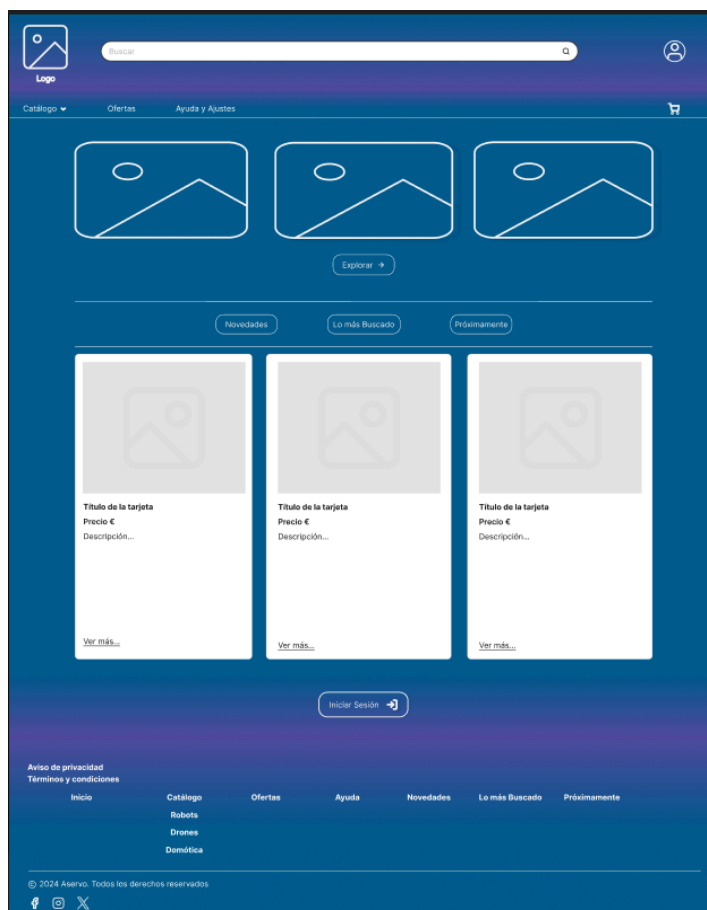 Buscar
Logo
Catálogo Ofertas Ayuda y Ajustes
Explorar
Novedades Lo más Buscado Próximamente
Título de la tarjeta Título de la tarjeta Título de la tarjeta
Precio € Precio € Precio €
Descripción... Descripción... Descripción...
Ver más... Ver más... Ver más...
Iniciar Sesión
Aviso de privacidad
Términos y condiciones
Inicio Catálogo Ofertas Ayuda Novedades Lo más Buscado Próximamente
Robots
Drones
Domótica
© 2024 Aservo. Todos los derechos reservados